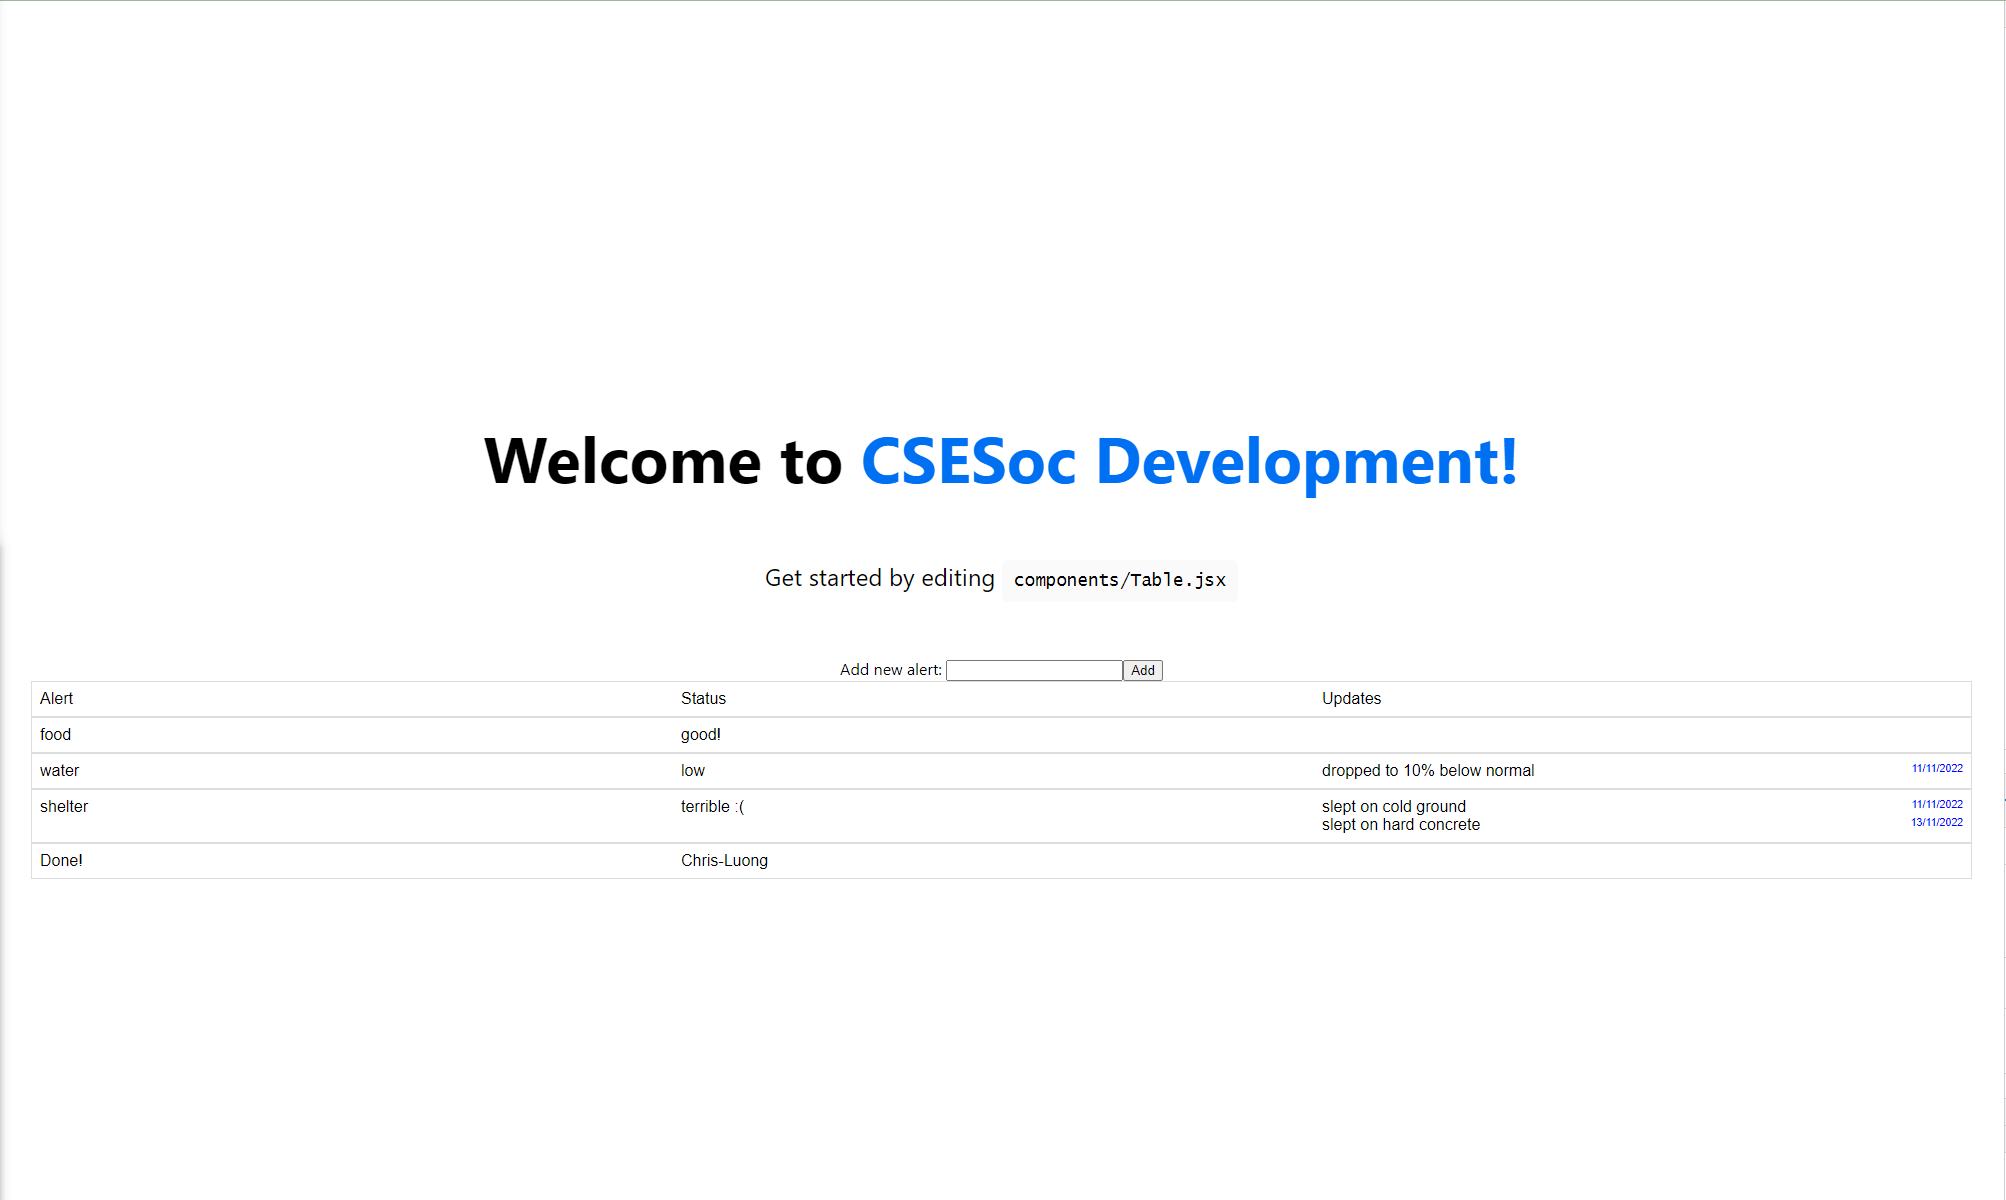 Welcome to CSESoc Development!
Get started by editing components/Table.jsx
Add new alert: Add
Alert Status Updates
food good!
water low dropped to 10% below normal 11/11/2022
shelter terrible :( slept on cold ground 11/11/2022
slept on hard concrete 13/11/2022
Done! Chris-Luong